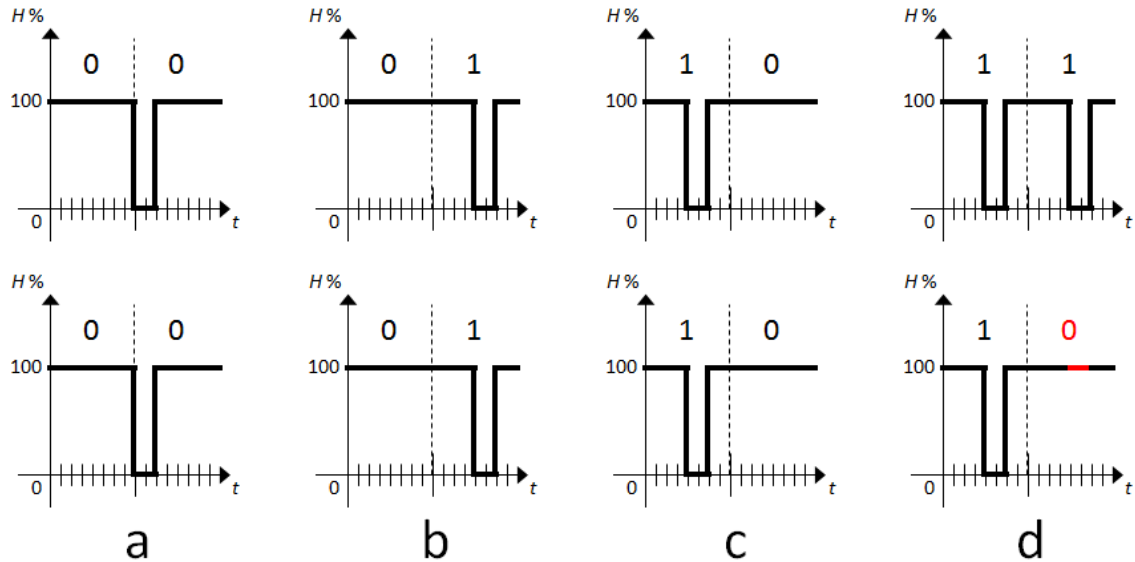 H % H % H % H %
0 0 0 1 1 0 1 1
100 100 100 100
0 t 0 t 0 t 0 t
H % H % H % H %
0 0 0 1 1 0 1 0
100 100 100 100
0 t 0 t 0 t 0 t
a b c d